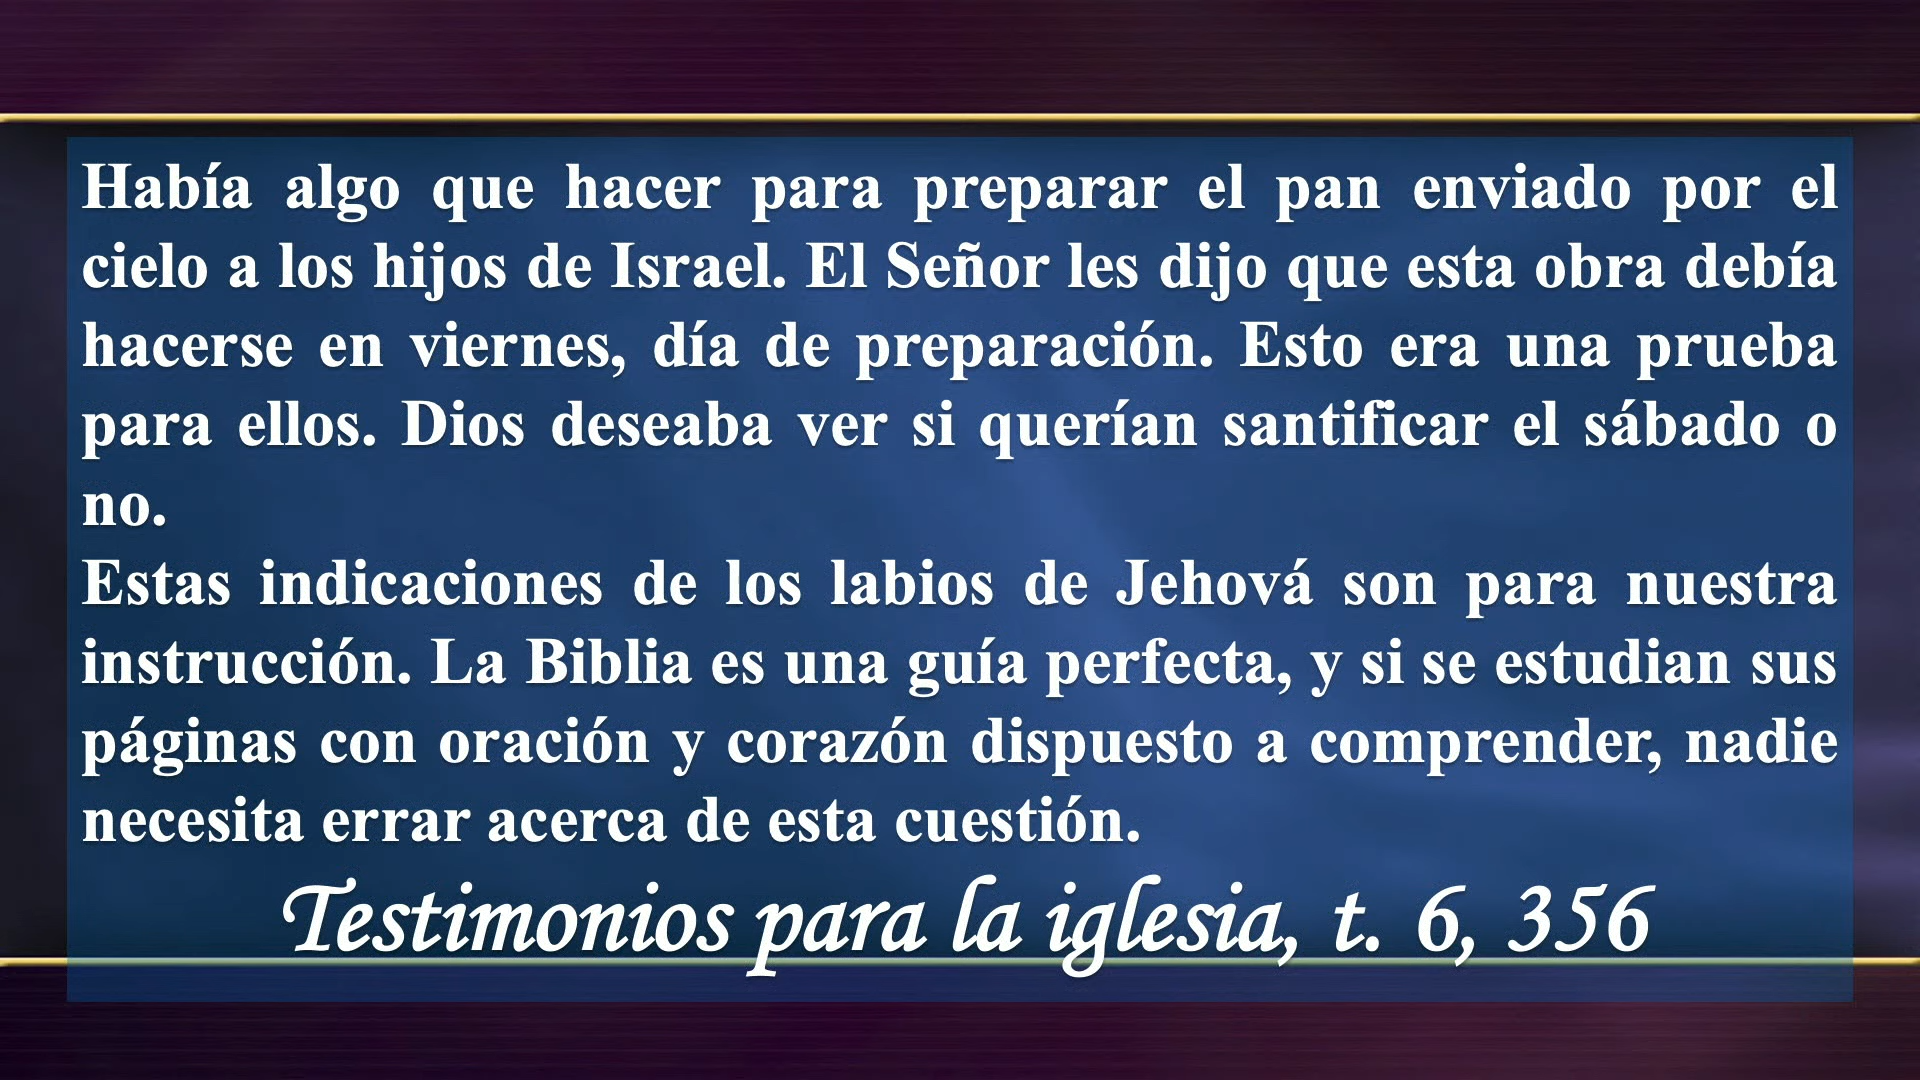 Había algo que hacer para preparar el pan enviado por el
cielo a los hijos de Israel. El Señor les dijo que esta obra debía
hacerse en viernes, día de preparación. Esto era una prueba
para ellos. Dios deseaba ver si querían santificar el sábado o
no.
Estas indicaciones de los labios de Jehová son para nuestra
instrucción. La Biblia es una guía perfecta, y si se estudian sus
páginas con oración y corazón dispuesto a comprender, nadie
necesita errar acerca de esta cuestión.
Testimonios para la iglesia, t. 6, 356